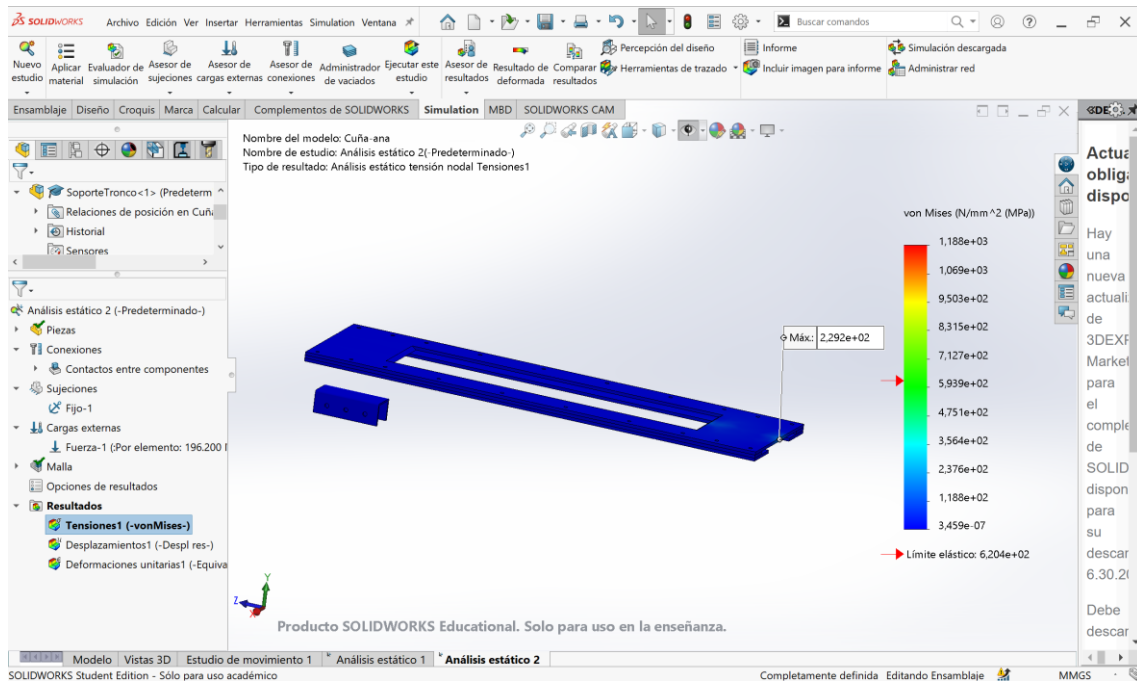 SOLIDWORKS Archivo Edición Ver Insertar Herramientas Simulation Ventana Buscar comandos
Nuevo estudio
Aplicar material
Evaluador de simulación
Asesor de sujeciones
Asesor de cargas externas
Asesor de conexiones
Administrador de vaciados
Ejecutar este estudio
Asesor de resultados
Resultado de deformada
Comparar resultados
Percepción del diseño
Herramientas de trazado
Informe
Incluir imagen para informe
Simulación descargada
Administrar red
Ensamblaje Diseño Croquis Marca Calcular Complementos de SOLIDWORKS Simulation MBD SOLIDWORKS CAM
SoporteTronco<1> (Predeterm
Relaciones de posición en Cuña
Historial
Sensores
Análisis estático 2 (-Predeterminado-)
Piezas
Conexiones
Contactos entre componentes
Sujeciones
Fijo-1
Cargas externas
Fuerza-1 (:Por elemento: 196.200
Malla
Opciones de resultados
Resultados
Tensiones1 (-vonMises-)
Desplazamientos1 (-Despl res-)
Deformaciones unitarias1 (-Equiva
Nombre del modelo: Cuña-ana
Nombre de estudio: Análisis estático 2(-Predeterminado-)
Tipo de resultado: Análisis estático tensión nodal Tensiones1
Máx.: 2,292e+02
von Mises (N/mm^2 (MPa))
1,188e+03
1,069e+03
9,503e+02
8,315e+02
7,127e+02
5,939e+02
4,751e+02
3,564e+02
2,376e+02
1,188e+02
3,459e-07
Límite elástico: 6,204e+02
Y
Z
Producto SOLIDWORKS Educational. Solo para uso en la enseñanza.
Actua
obliga
dispo
Hay
una
nueva
actuali
de
3DEXP
Market
para
el
comple
de
SOLID
dispon
para
su
descar
6.30.20
Debe
descar
Modelo Vistas 3D Estudio de movimiento 1 Análisis estático 1 Análisis estático 2
SOLIDWORKS Student Edition - Sólo para uso académico Completamente definida Editando Ensamblaje MMGS